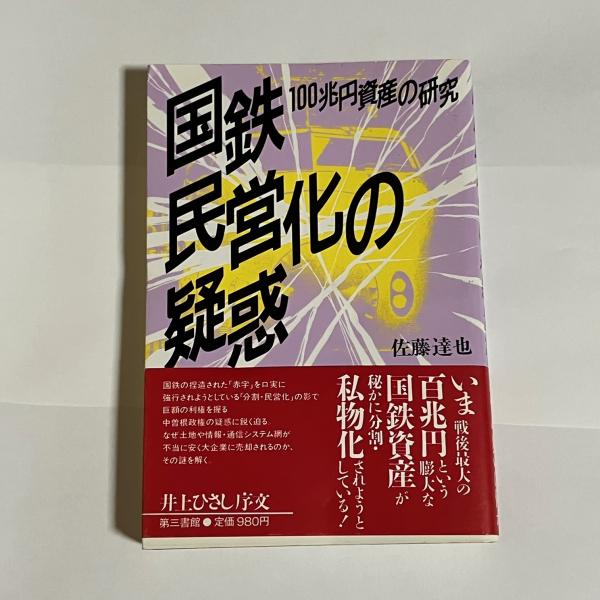 100兆円資産の研究
国鉄
民営化の
疑惑
佐藤達也
いま戦後最大の
百兆円という膨大な
国鉄資産が
秘かに分割・
私物化されようと
している!
国鉄の捏造された「赤字」を口実に
強行されようとしている「分割・民営化」の影で
巨額の利権を握る
中曽根政権の疑惑に鋭く迫る。
なぜ土地や情報・通信システム網が
不当に安く大企業に売却されるのか、
その謎を解く。
井上ひさし序文
第三書館●定価980円